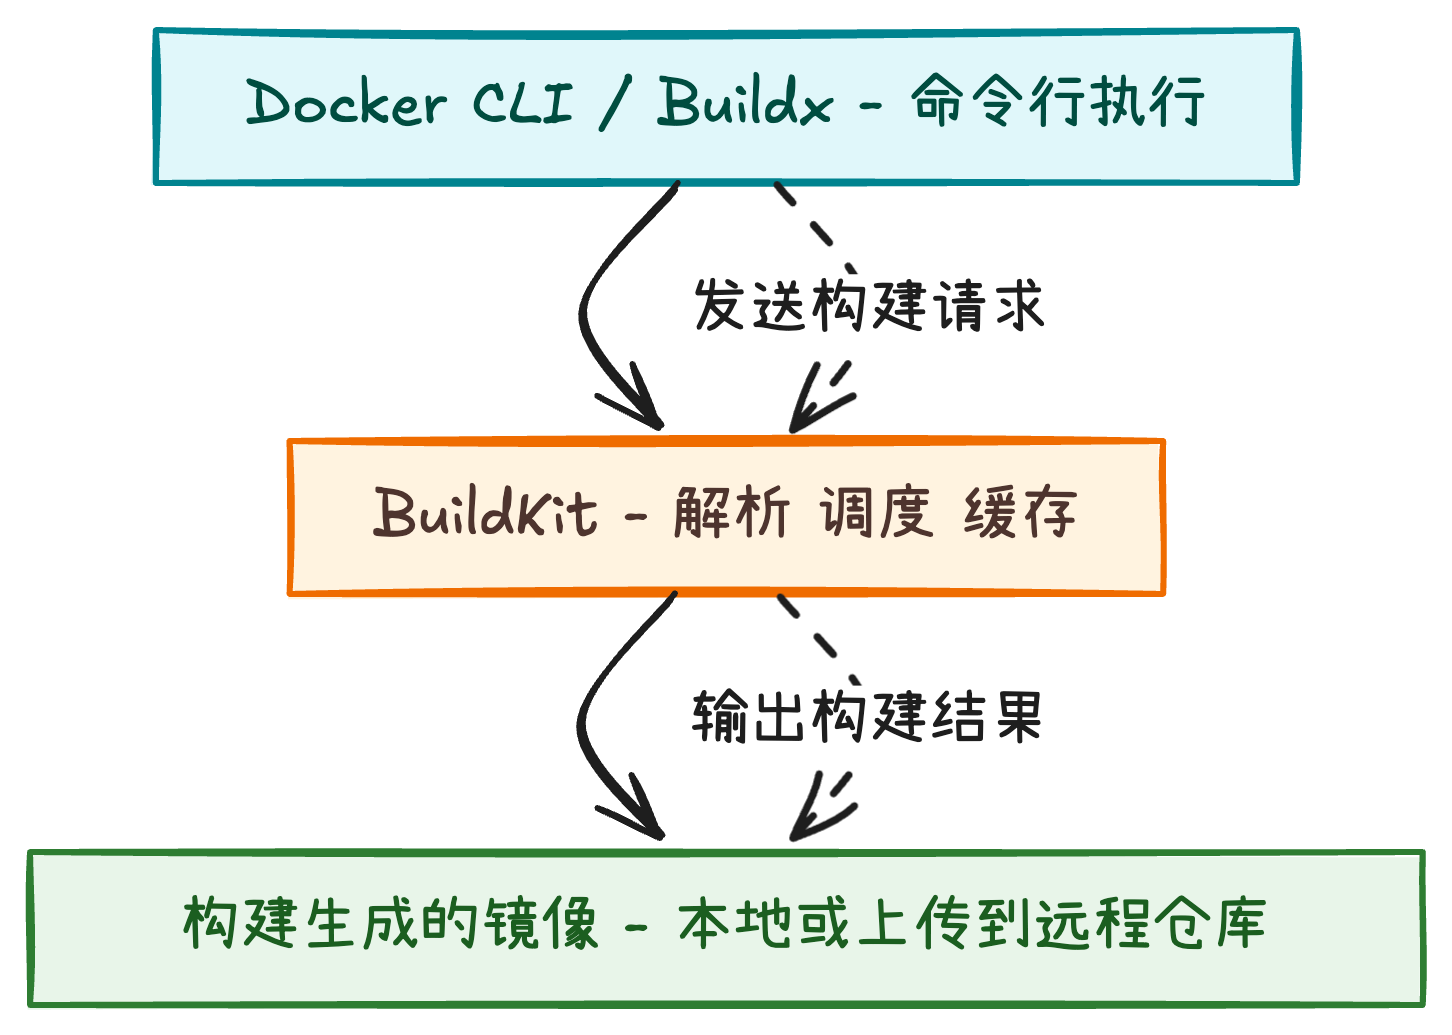 Docker CLI / Buildx - 命令行执行
发送构建请求
BuildKit - 解析 调度 缓存
输出构建结果
构建生成的镜像 - 本地或上传到远程仓库